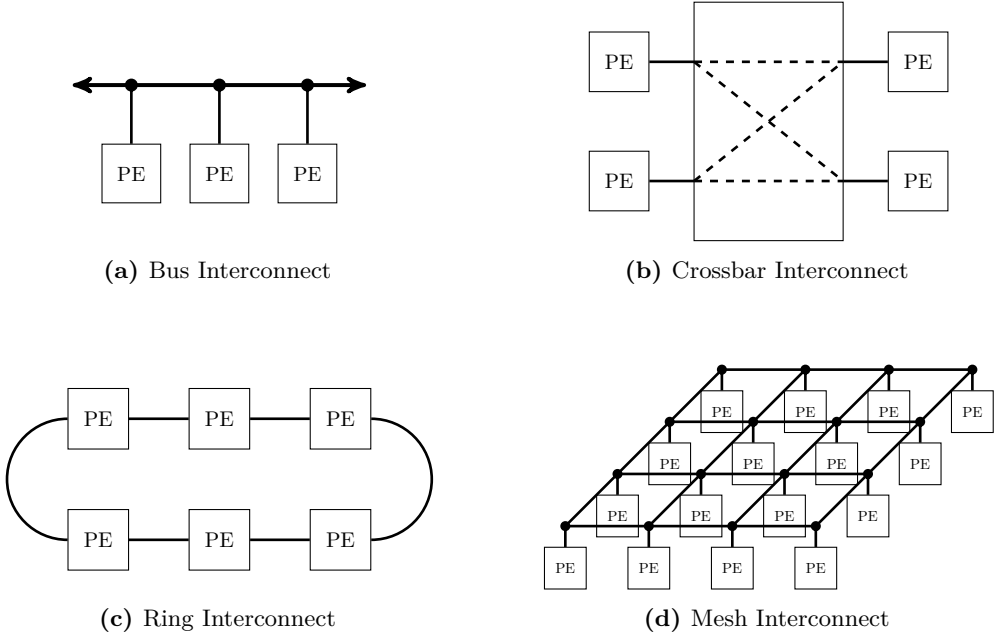 PE PE
PE PE PE
PE PE
(a) Bus Interconnect
(b) Crossbar Interconnect
PE PE PE
PE PE PE
(c) Ring Interconnect
PE PE PE PE
PE PE PE PE
PE PE PE PE
PE PE PE PE
(d) Mesh Interconnect